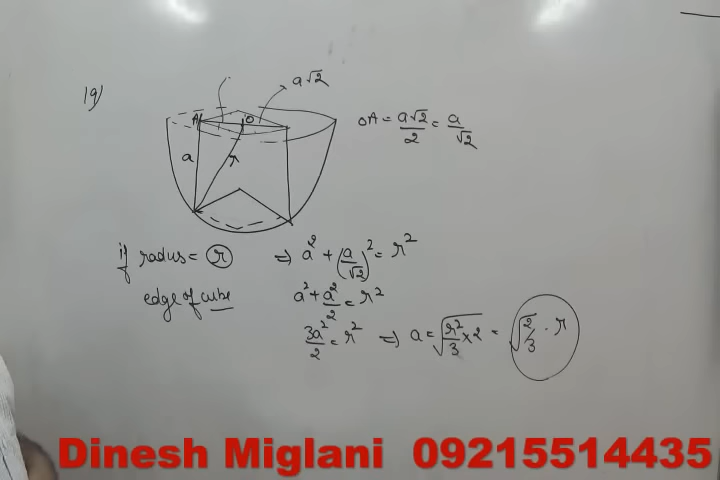 19)
a√2
A O
OA = a√2/2 = a/√2
a r
if radus = r ⇒ a² + (a/√2)² = r²
edge of cube a² + a²/2 = r²
3a²/2 = r² ⇒ a = √(r²/3 × 2) = √(2/3) · r
Dinesh Miglani 09215514435